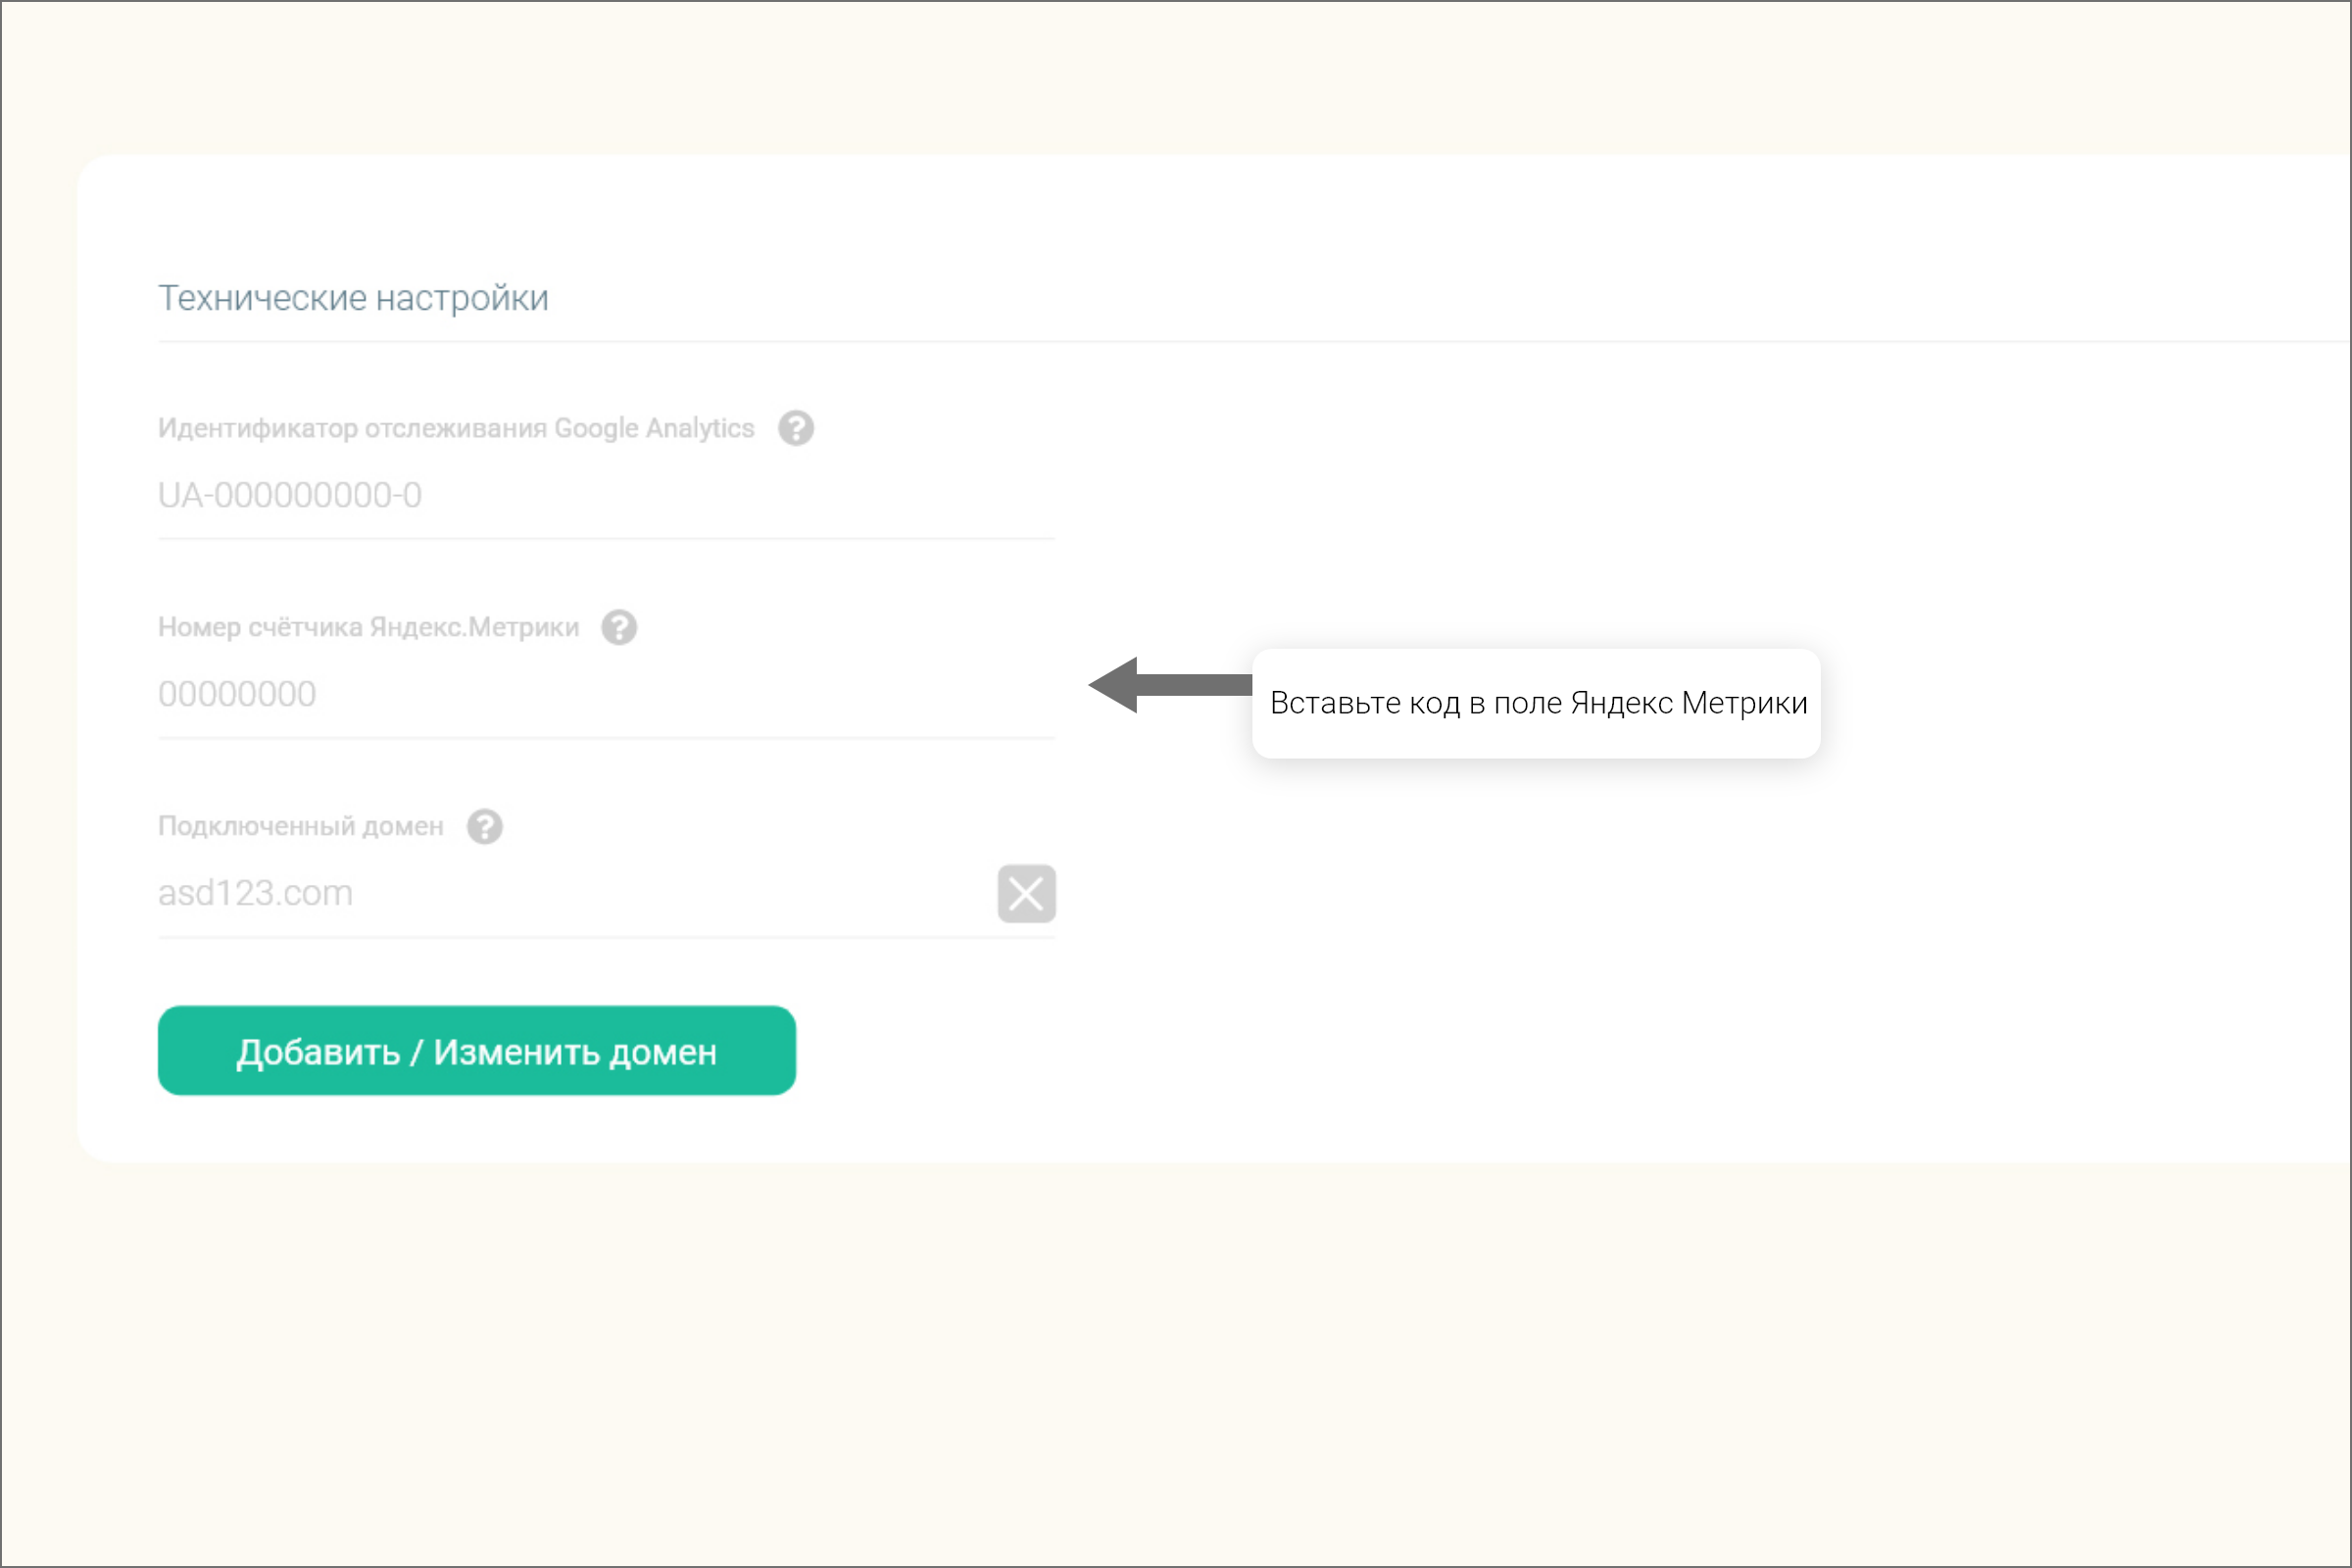 Технические настройки
Идентификатор отслеживания Google Analytics ?
UA-000000000-0
Номер счётчика Яндекс.Метрики ?
00000000
Вставьте код в поле Яндекс Метрики
Подключенный домен ?
asd123.com
Добавить / Изменить домен